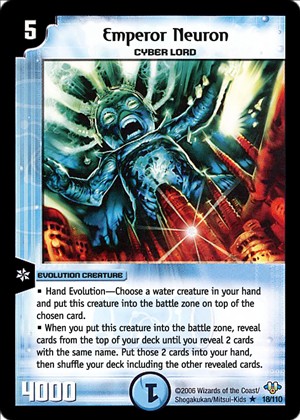 5
Emperor Neuron
CYBER LORD
EVOLUTION CREATURE
▪ Hand Evolution—Choose a water creature in your hand
and put this creature into the battle zone on top of the
chosen card.
▪ When you put this creature into the battle zone, reveal
cards from the top of your deck until you reveal 2 cards
with the same name. Put those 2 cards into your hand,
then shuffle your deck including the other revealed cards.
4000
1
©2006 Wizards of the Coast/
Shogakukan/Mitsui-Kids ★ 18/110